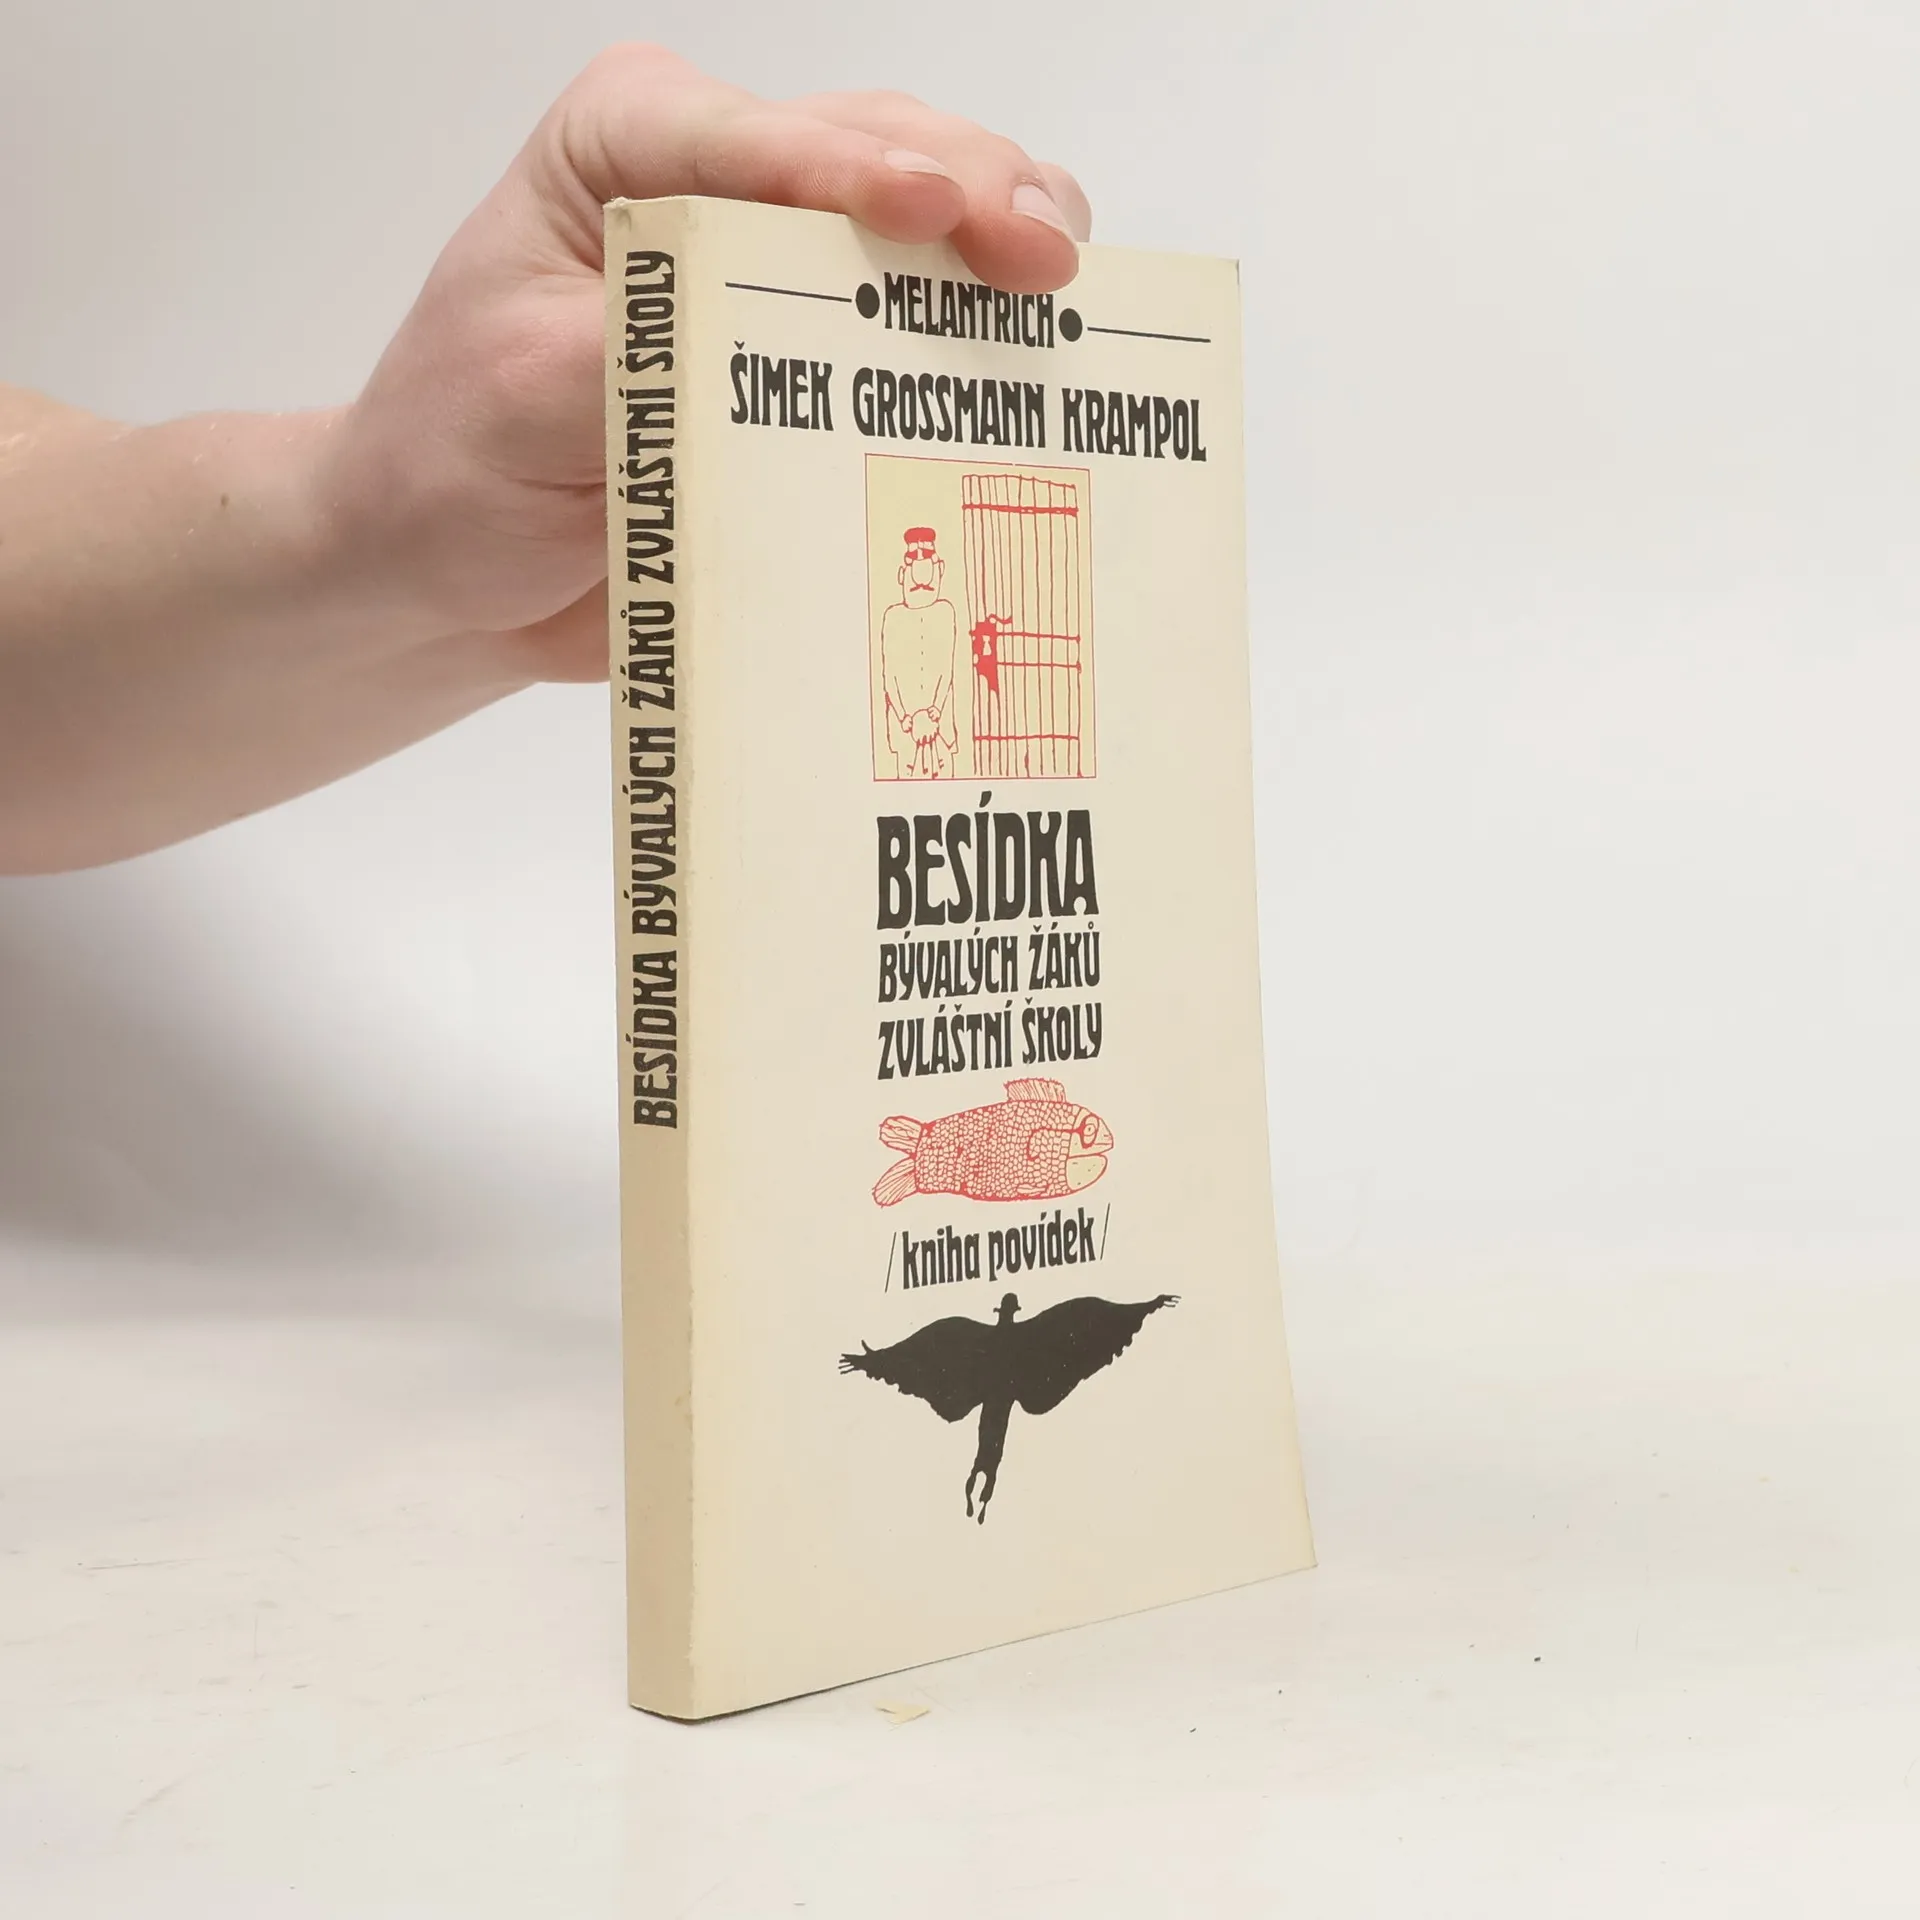 BESÍDKA BÝVALÝCH ŽÁKŮ ZVLÁŠTNÍ ŠKOLY
MELANTRICH
ŠIMEK GROSSMANN KRAMPOL
BESÍDKA
BÝVALÝCH ŽÁKŮ
ZVLÁŠTNÍ ŠKOLY
/kniha povídek/